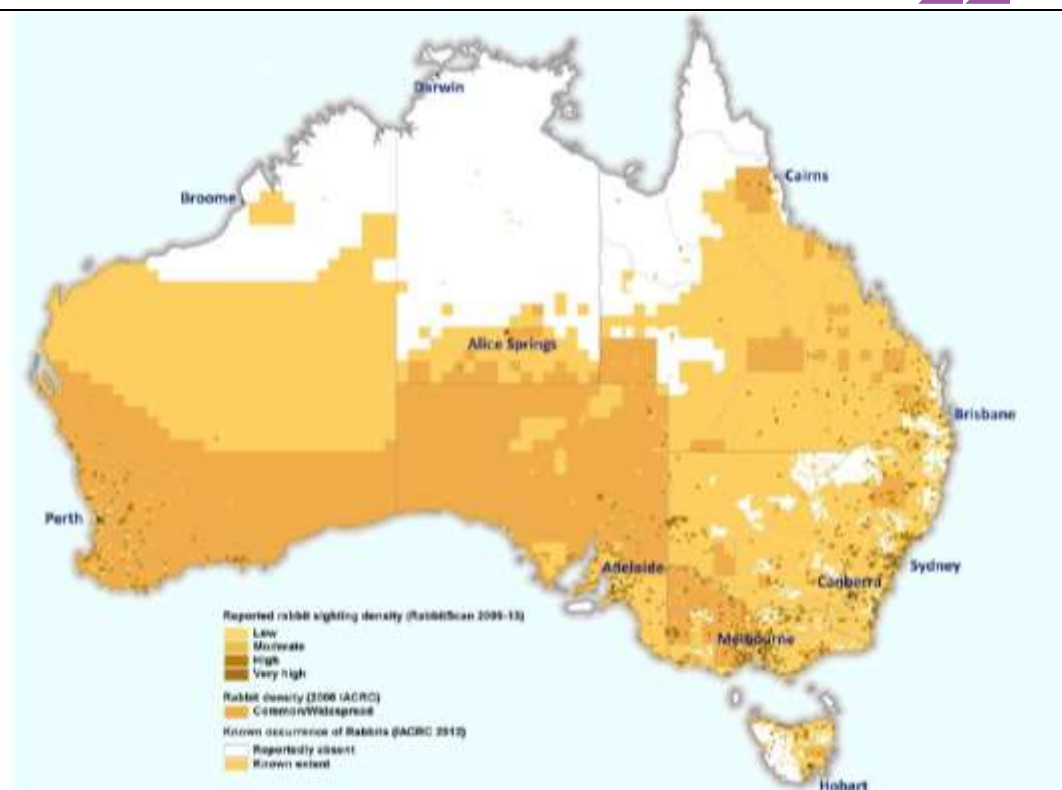 Darwin
Cairns
Broome
Alice Springs
Brisbane
Perth
Adelaide
Sydney
Canberra
Melbourne
Reported rabbit sighting density (RabbitScan 2009-13)
Low
Moderate
High
Very high
Rabbit density (2006 IACRC)
Common/Widespread
Known occurrence of Rabbits (IACRC 2012)
Reportedly absent
Known extent
Hobart